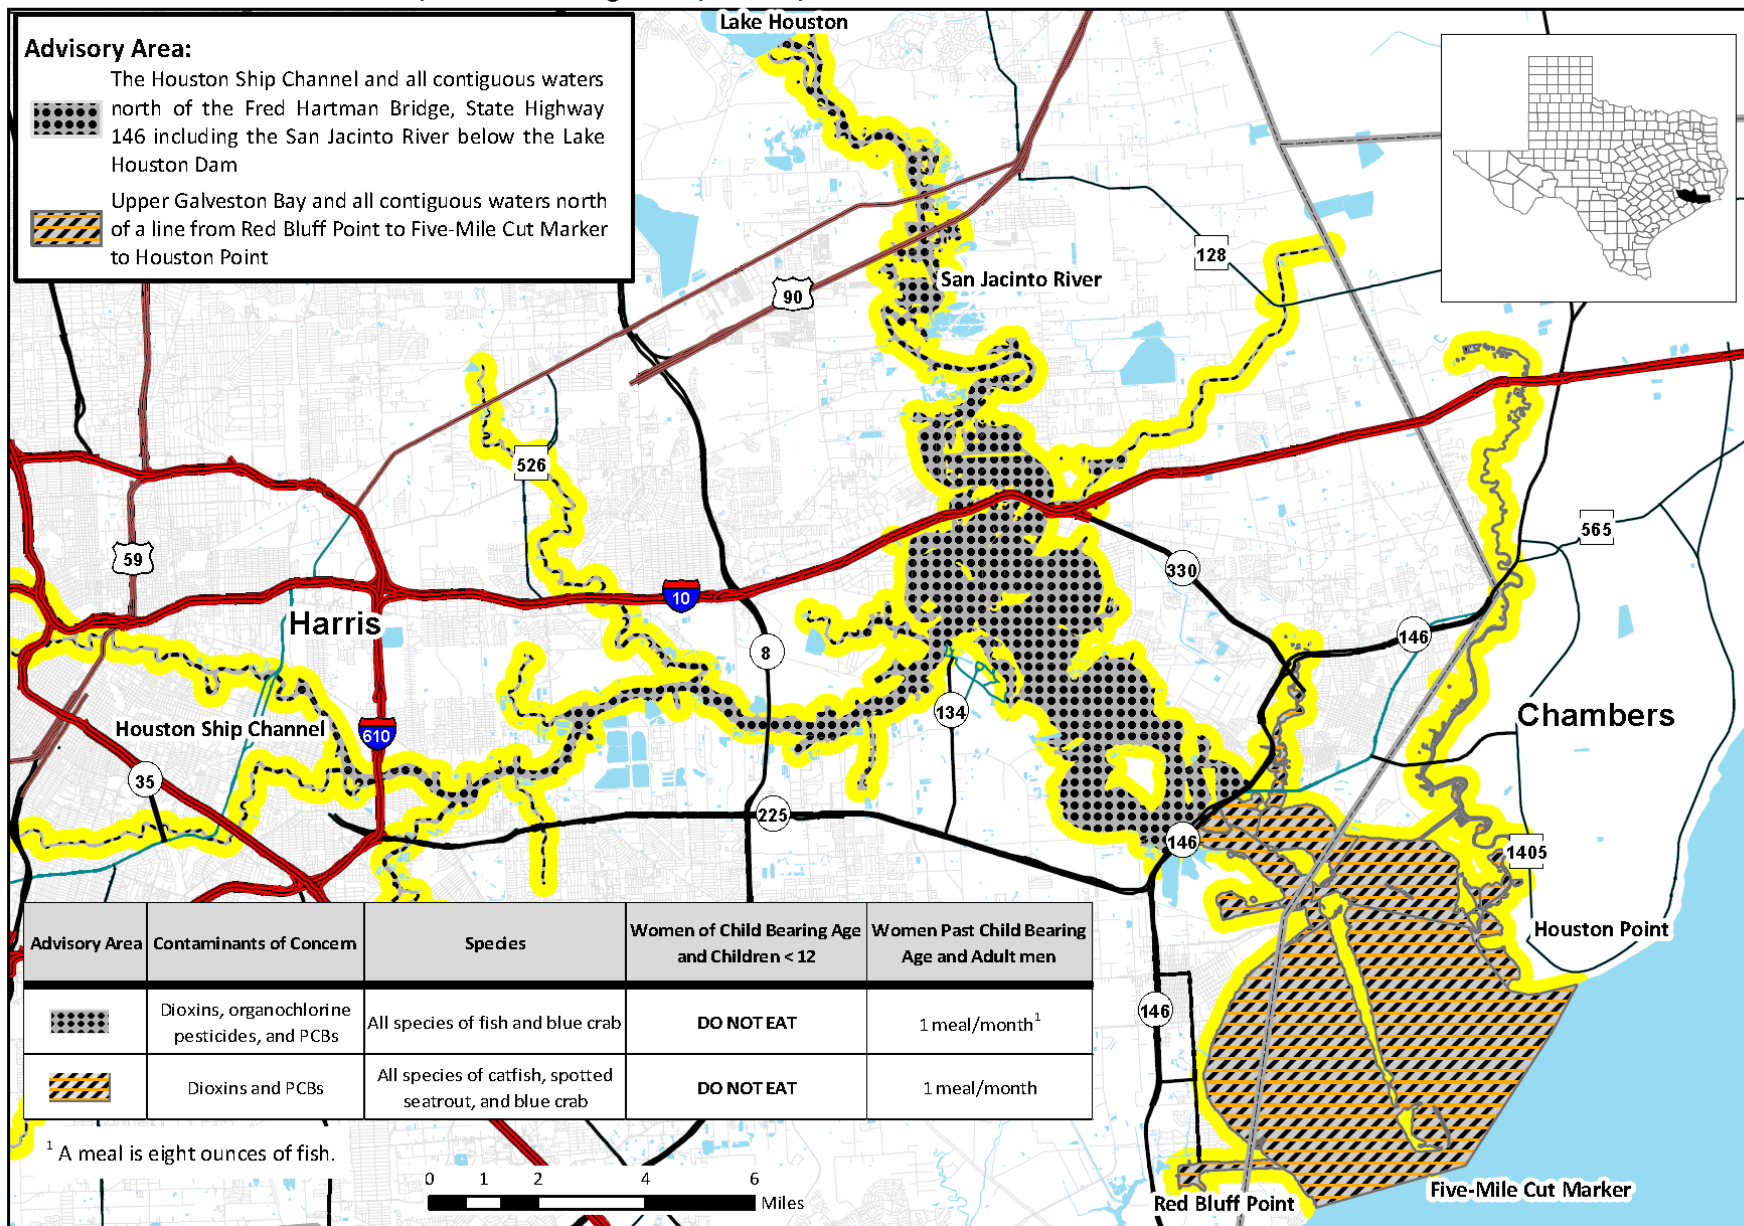 Lake Houston
Advisory Area:
The Houston Ship Channel and all contiguous waters
north of the Fred Hartman Bridge, State Highway
146 including the San Jacinto River below the Lake
Houston Dam
Upper Galveston Bay and all contiguous waters north
of a line from Red Bluff Point to Five-Mile Cut Marker
to Houston Point
128
San Jacinto River
90
526
59
565
330
10
Harris
146
8
134
Chambers
Houston Ship Channel
610
35
225
146
1405
Houston Point
146
Advisory Area
Contaminants of Concern
Species
Women of Child Bearing Age
and Children < 12
Women Past Child Bearing
Age and Adult men
Dioxins, organochlorine
pesticides, and PCBs
All species of fish and blue crab
DO NOT EAT
1 meal/month¹
Dioxins and PCBs
All species of catfish, spotted
seatrout, and blue crab
DO NOT EAT
1 meal/month
¹ A meal is eight ounces of fish.
0 1 2 4 6
Miles
Red Bluff Point
Five-Mile Cut Marker